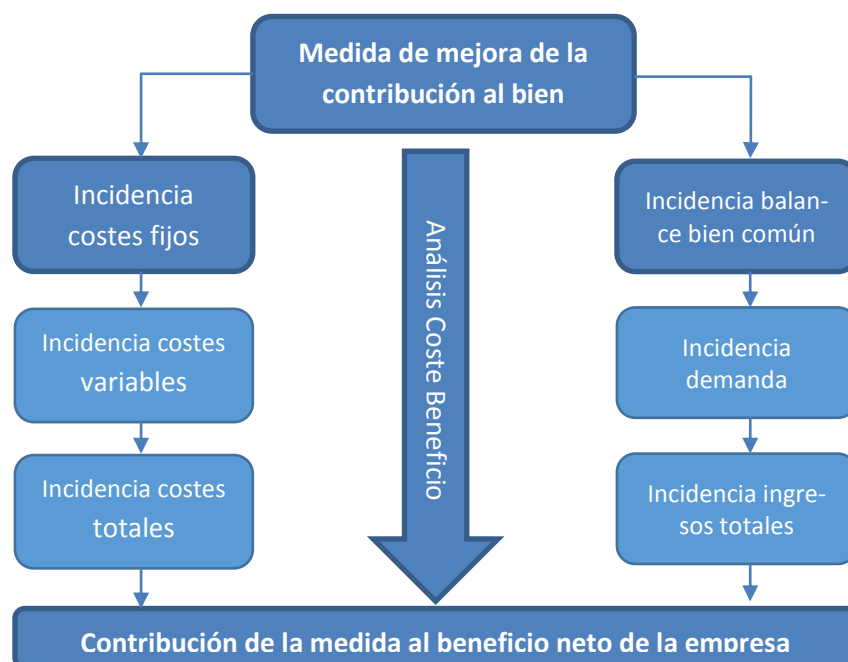 Medida de mejora de la
contribución al bien
Incidencia
costes fijos
Incidencia costes
variables
Incidencia costes
totales
Análisis Coste Beneficio
Incidencia balan-
ce bien común
Incidencia
demanda
Incidencia ingre-
sos totales
Contribución de la medida al beneficio neto de la empresa